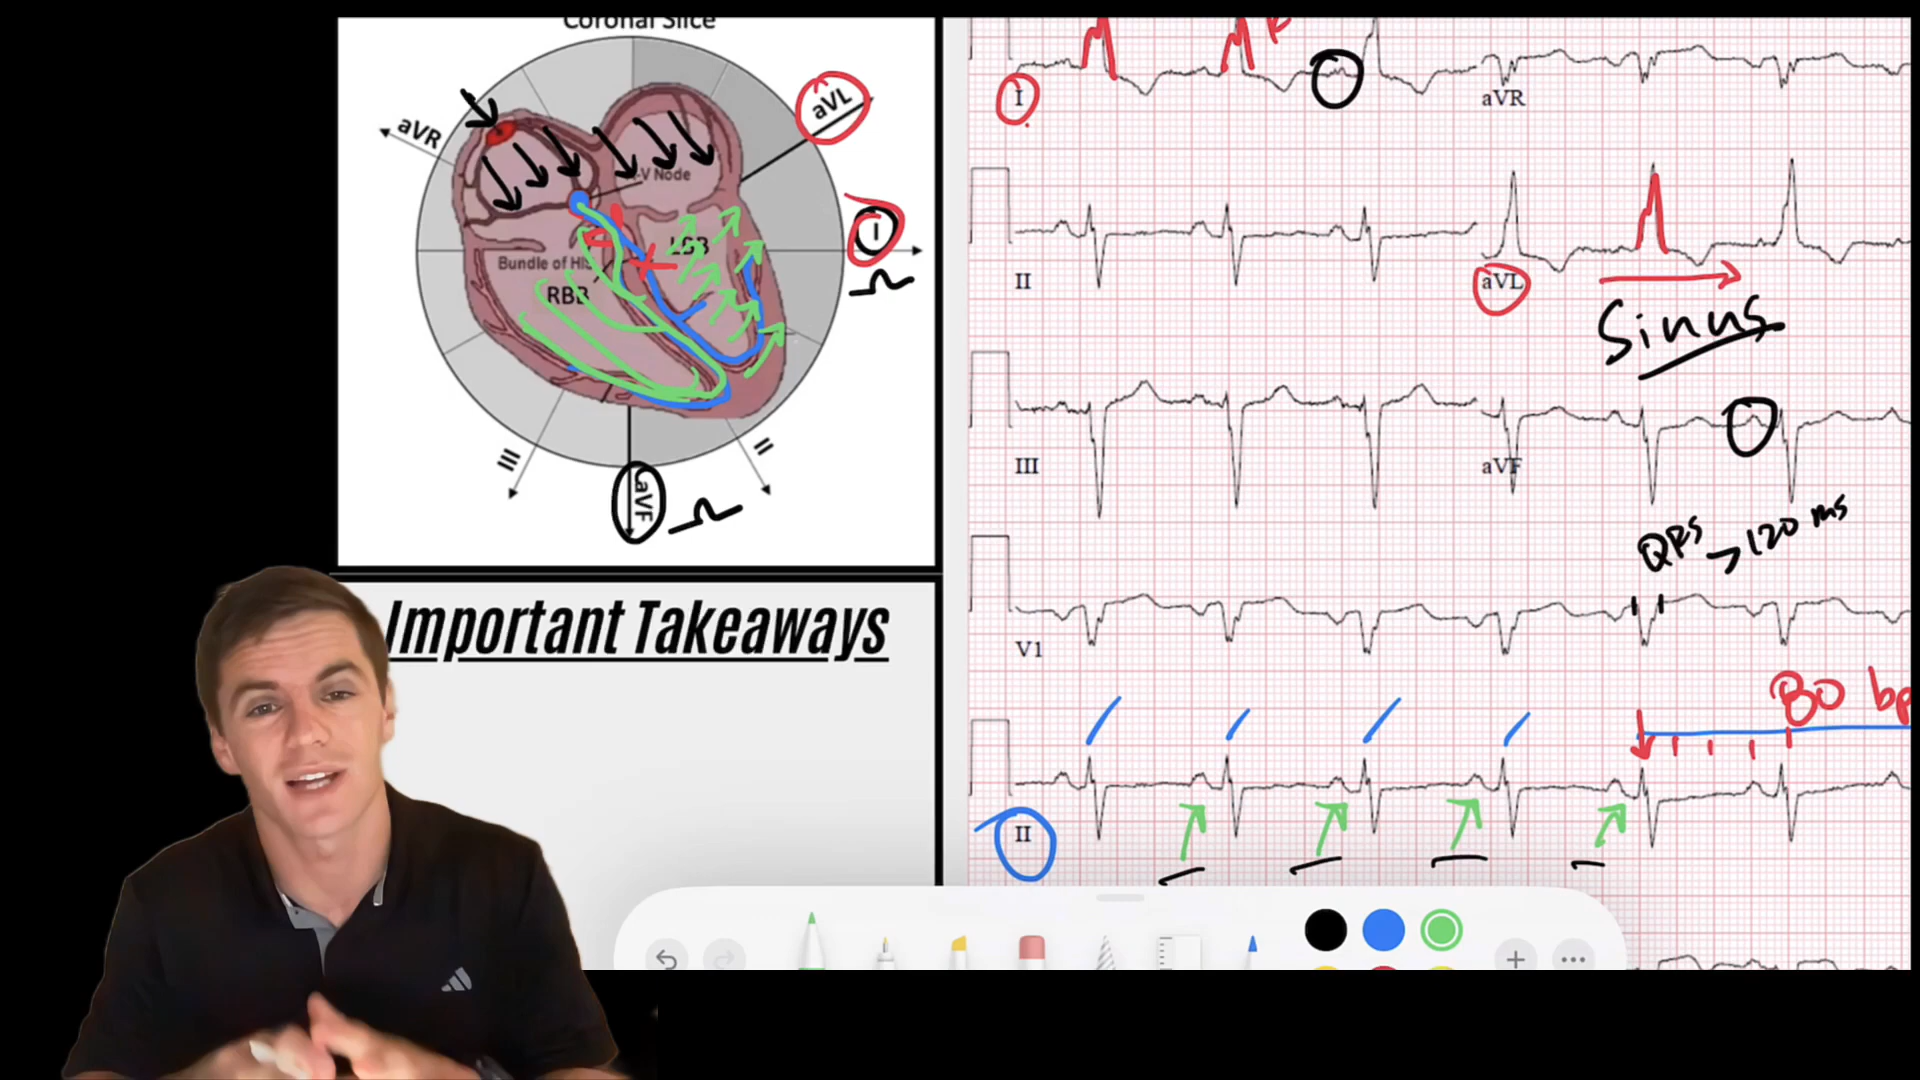 Coronal Slice
aVR
aVL
A-V Node
I
LBB
Bundle of His
RBB
III
II
aVF
Important Takeaways
I
aVR
II
aVL
Sinus
III
aVF
QRS > 120 ms
V1
80 bp
II